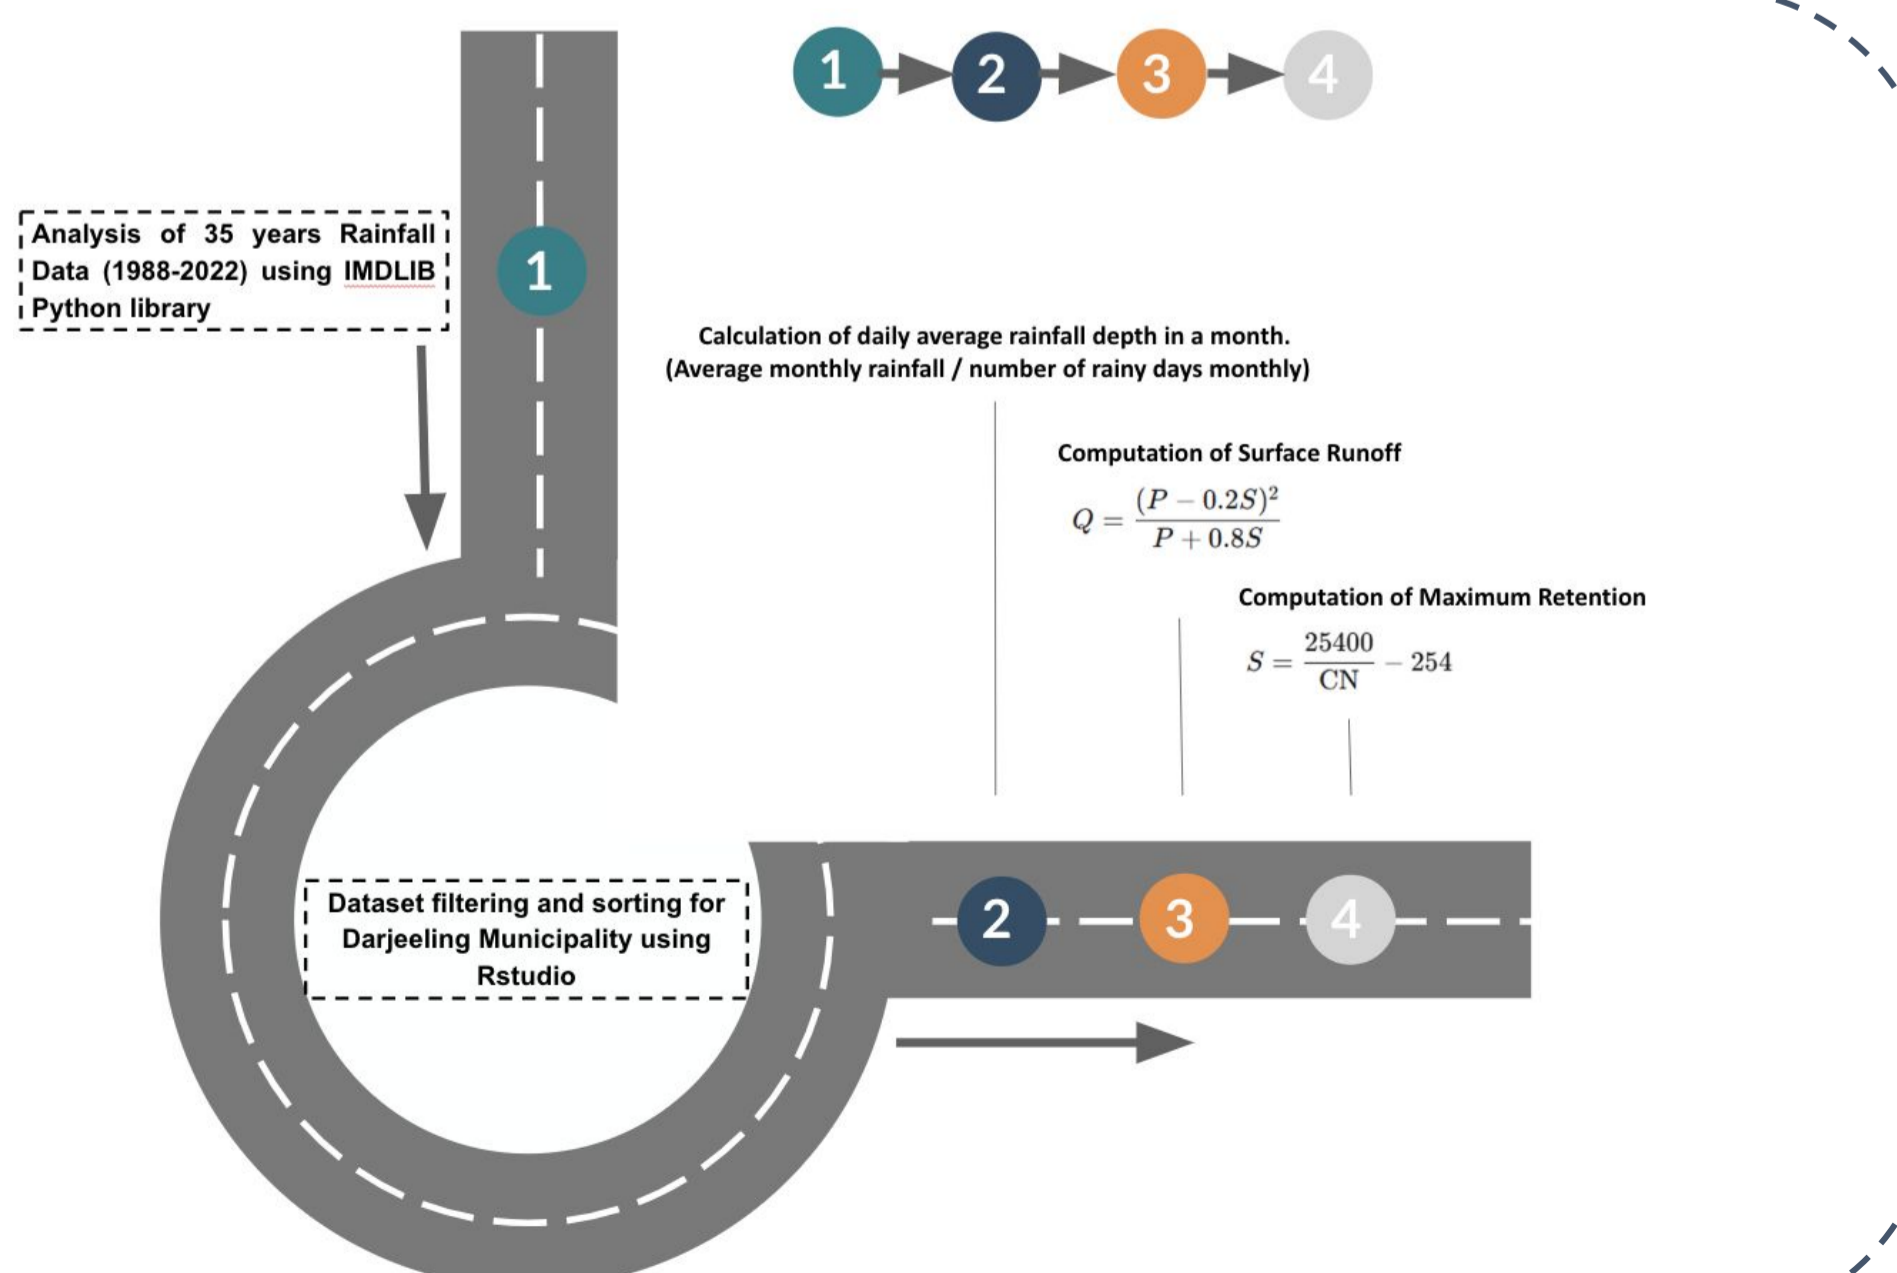 1
2
3
4
Analysis of 35 years Rainfall
Data (1988-2022) using IMDLIB
Python library
1
Calculation of daily average rainfall depth in a month.
(Average monthly rainfall / number of rainy days monthly)
Computation of Surface Runoff
Q = (P − 0.2S)² / P + 0.8S
Computation of Maximum Retention
S = 25400 / CN − 254
Dataset filtering and sorting for
Darjeeling Municipality using
Rstudio
2
3
4